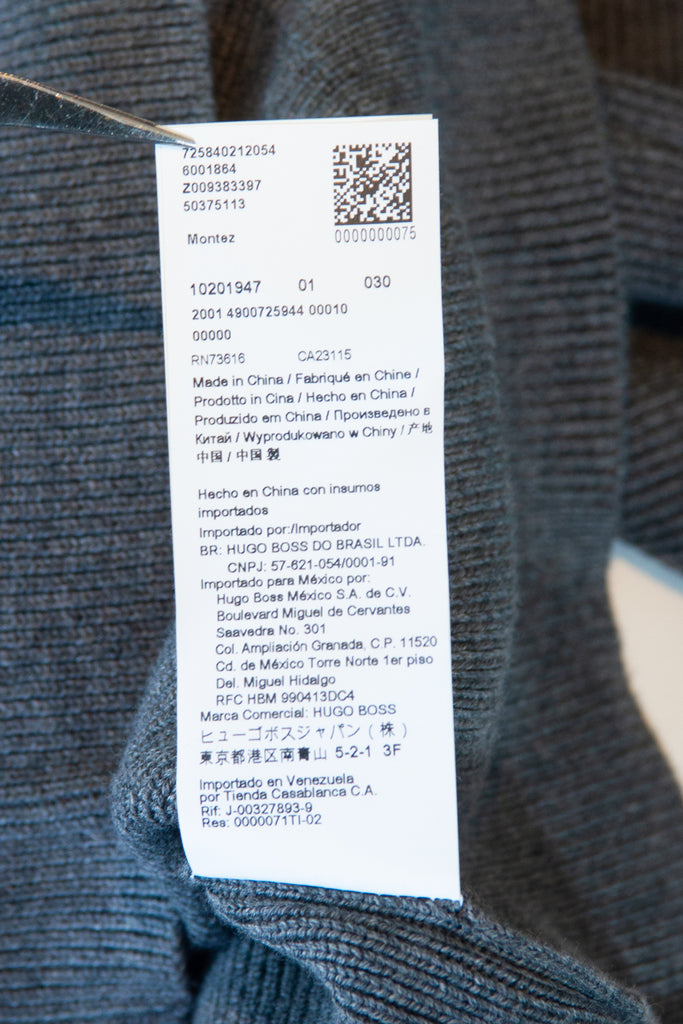 725840212054
6001864
Z009383397
50375113
0000000075
Montez
10201947 01 030
2001 4900725944 00010
00000
RN73616 CA23115
Made in China / Fabriqué en Chine /
Prodotto in Cina / Hecho en China /
Produzido em China / Произведено в
Китай / Wyprodukowano w Chiny / 产地
中国 / 中国 製
Hecho en China con insumos
importados
Importado por:/Importador
BR: HUGO BOSS DO BRASIL LTDA.
CNPJ: 57-621-054/0001-91
Importado para México por:
Hugo Boss México S.A. de C.V.
Boulevard Miguel de Cervantes
Saavedra No. 301
Col. Ampliación Granada, C.P. 11520
Cd. de México Torre Norte 1er piso
Del. Miguel Hidalgo
RFC HBM 990413DC4
Marca Comercial: HUGO BOSS
ヒューゴボスジャパン（株）
東京都港区南青山 5-2-1 3F
Importado en Venezuela
por Tienda Casablanca C.A.
Rif: J-00327893-9
Res: 0000071TI-02